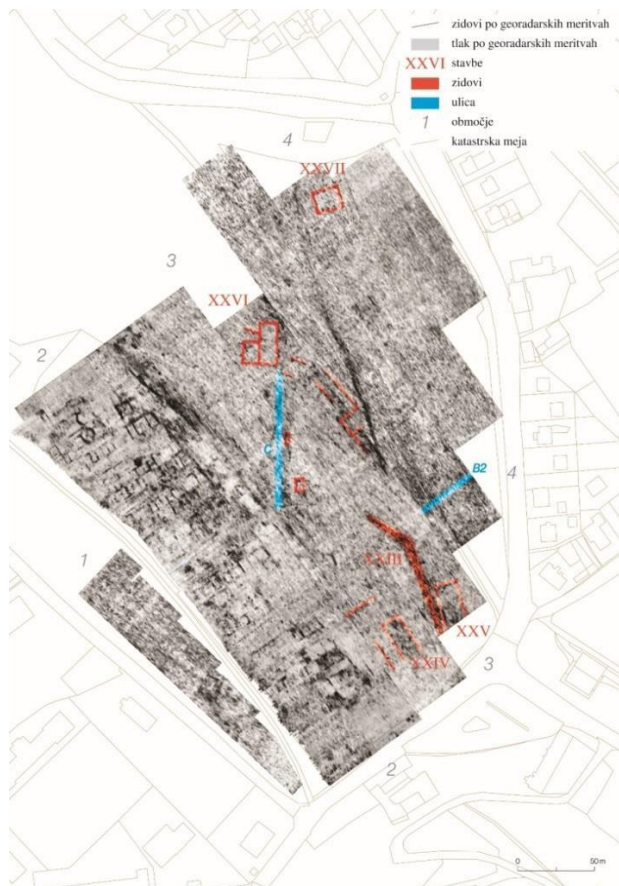 zidovi po georadarskih meritvah
tlak po georadarskih meritvah
XXVI stavbe
zidovi
ulica
1 območje
katastrska meja
4
XXVII
3
XXVI
2
C
B2
4
1
XXIII
XXV
XXIV
3
2
0 50 m